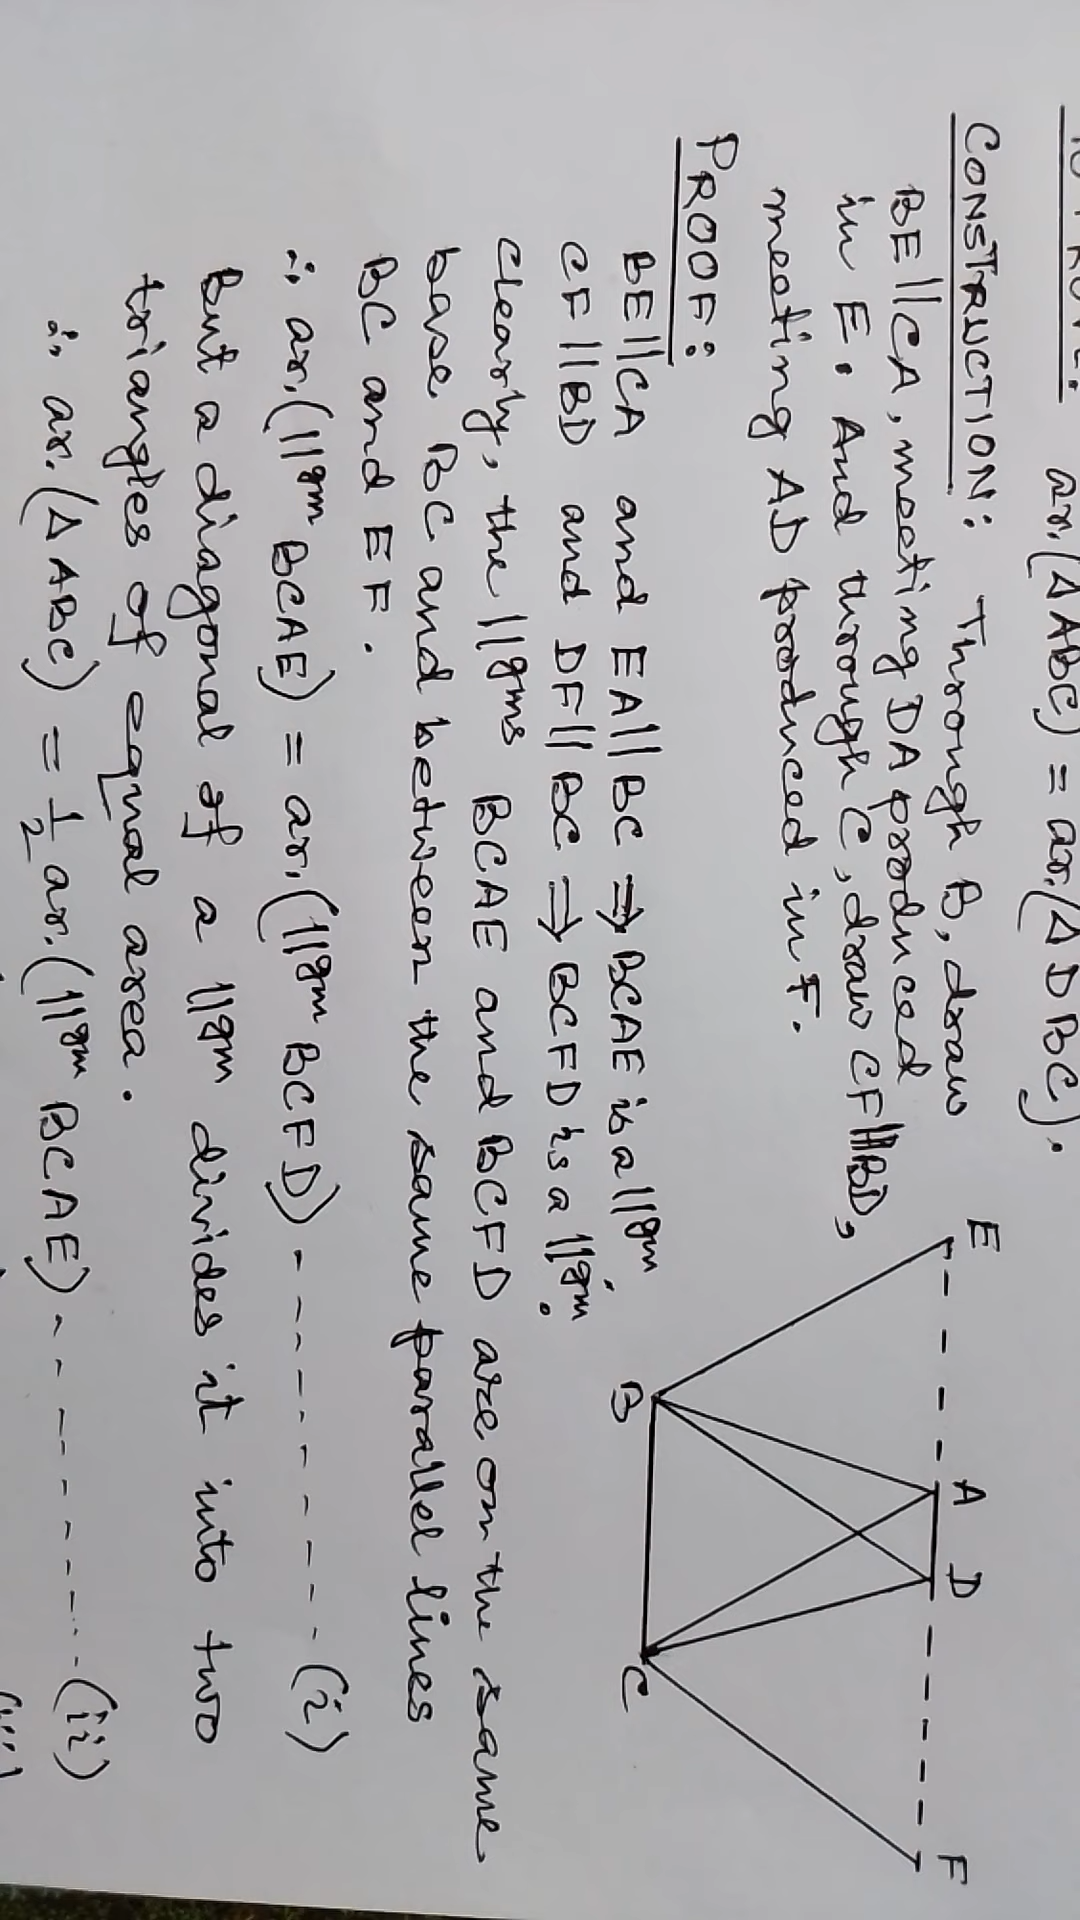 ar.(Δ ABC) = ar.(Δ DBC).
CONSTRUCTION: Through B, draw
BE||CA, meeting DA produced
in E. And through C, draw CF||BD,
meeting AD produced in F.
PROOF:
BE||CA and EA||BC ⇒ BCAE is a ||gm.
CF||BD and DF||BC ⇒ BCFD is a ||gm.
Clearly, the ||gms BCAE and BCFD are on the same
base BC and between the same parallel lines
BC and EF.
∴ ar.(||gm BCAE) = ar.(||gm BCFD) - - - - - - - - - (i)
But a diagonal of a ||gm divides it into two
triangles of equal area.
∴ ar.(Δ ABC) = 1/2 ar.(||gm BCAE) - - - - - - - - - (ii)
E A D F
B C